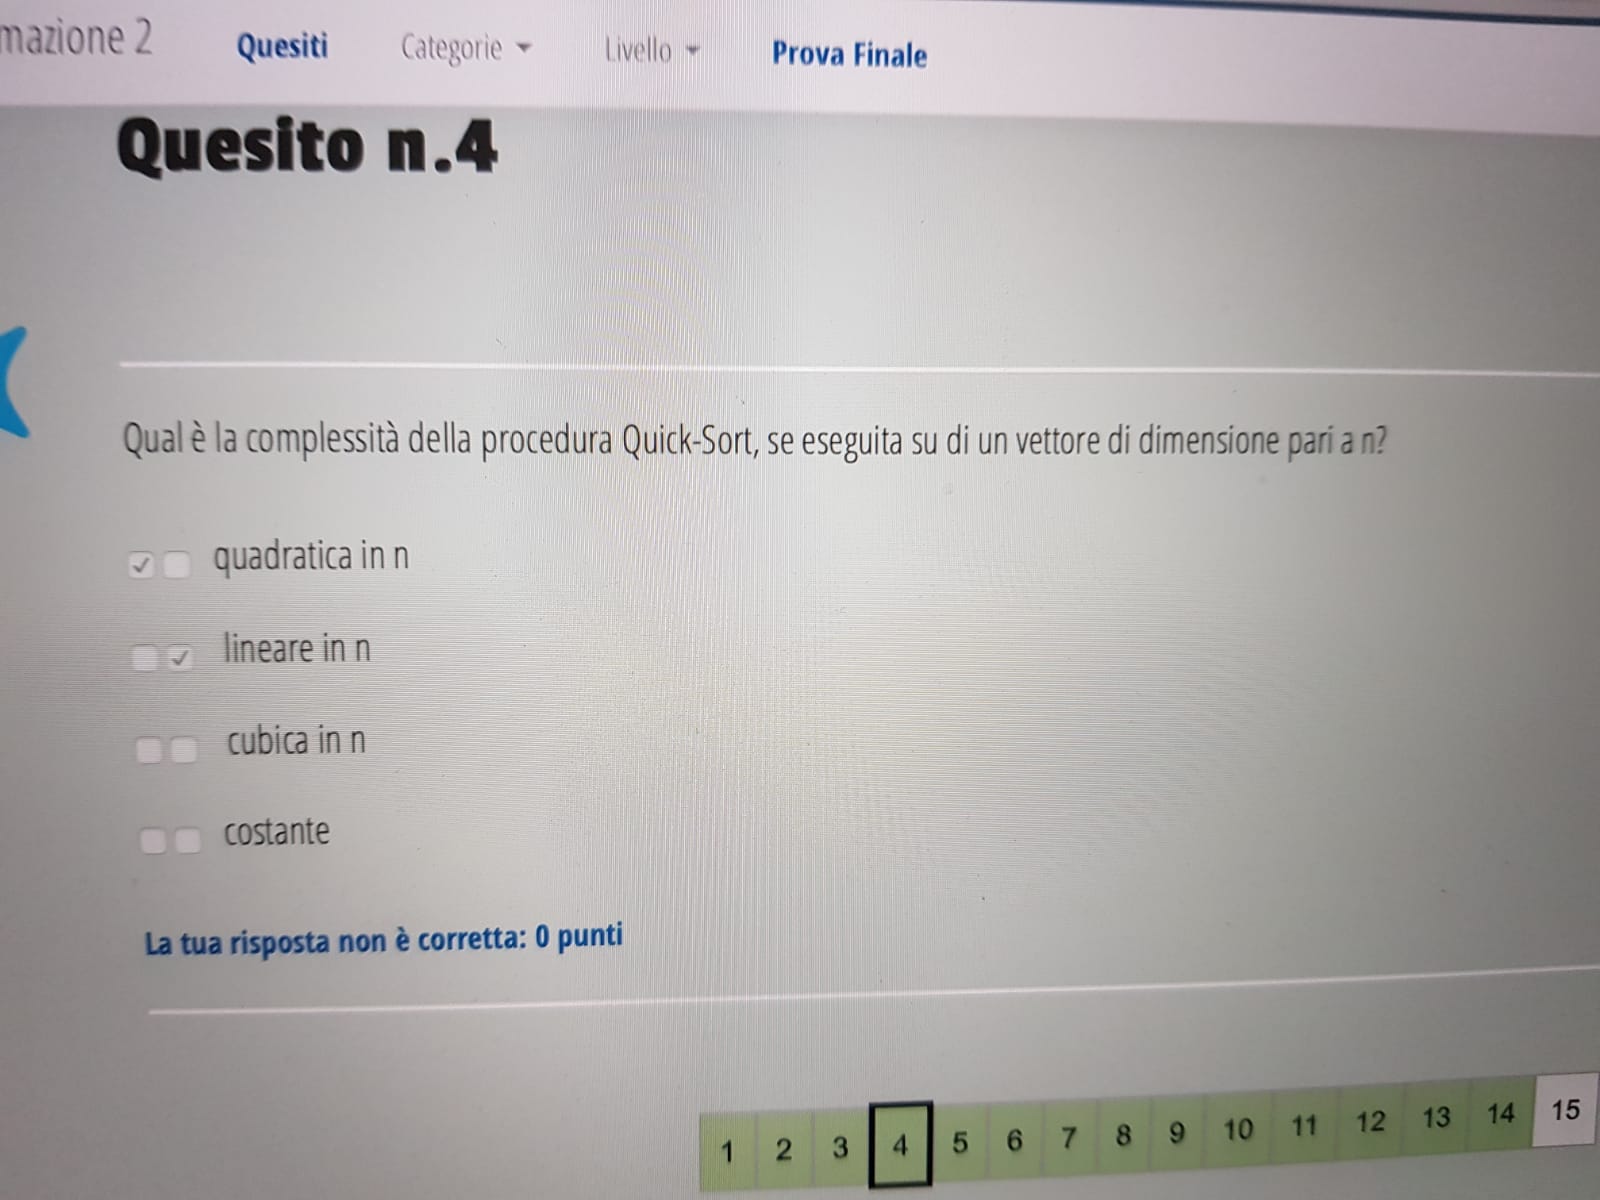 mazione 2 Quesiti Categorie Livello Prova Finale
Quesito n.4
Qual è la complessità della procedura Quick-Sort, se eseguita su di un vettore di dimensione pari a n?
quadratica in n
lineare in n
cubica in n
costante
La tua risposta non è corretta: 0 punti
1 2 3 4 5 6 7 8 9 10 11 12 13 14 15